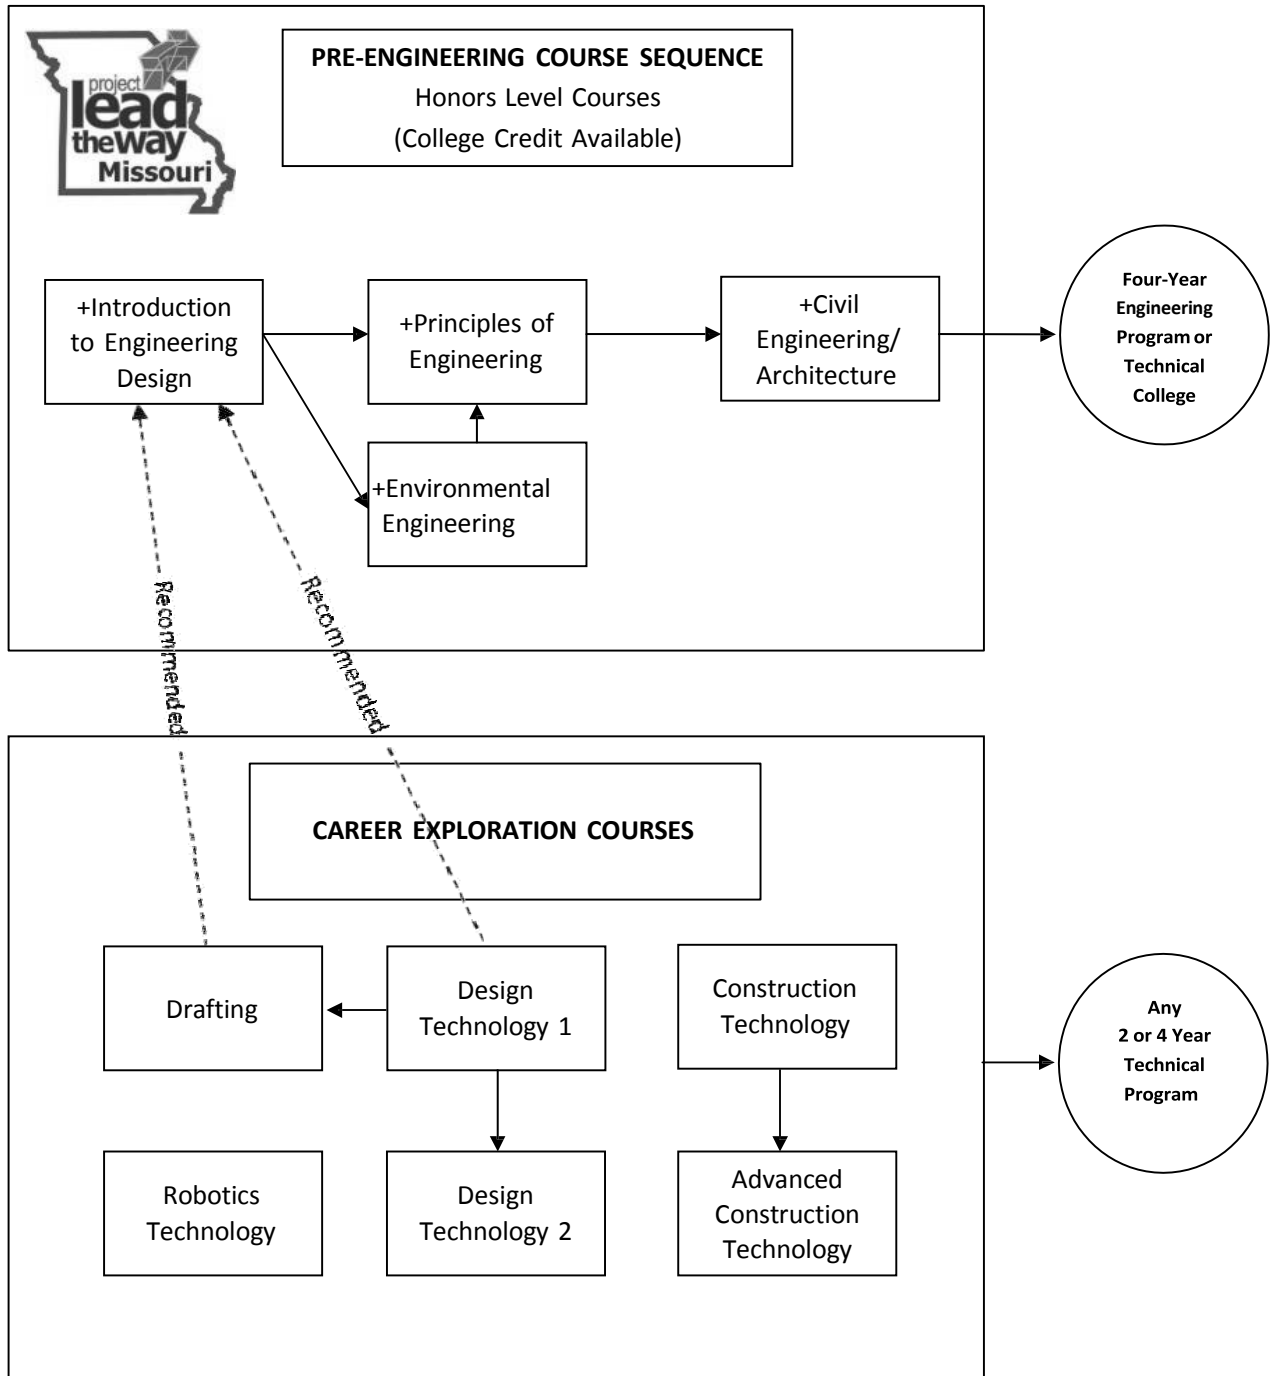 project
lead
theWay
Missouri
PRE-ENGINEERING COURSE SEQUENCE
Honors Level Courses
(College Credit Available)
+Introduction
to Engineering
Design
+Principles of
Engineering
+Civil
Engineering/
Architecture
Four-Year
Engineering
Program or
Technical
College
+Environmental
Engineering
Recommended
Recommended
CAREER EXPLORATION COURSES
Drafting
Design
Technology 1
Construction
Technology
Any
2 or 4 Year
Technical
Program
Robotics
Technology
Design
Technology 2
Advanced
Construction
Technology